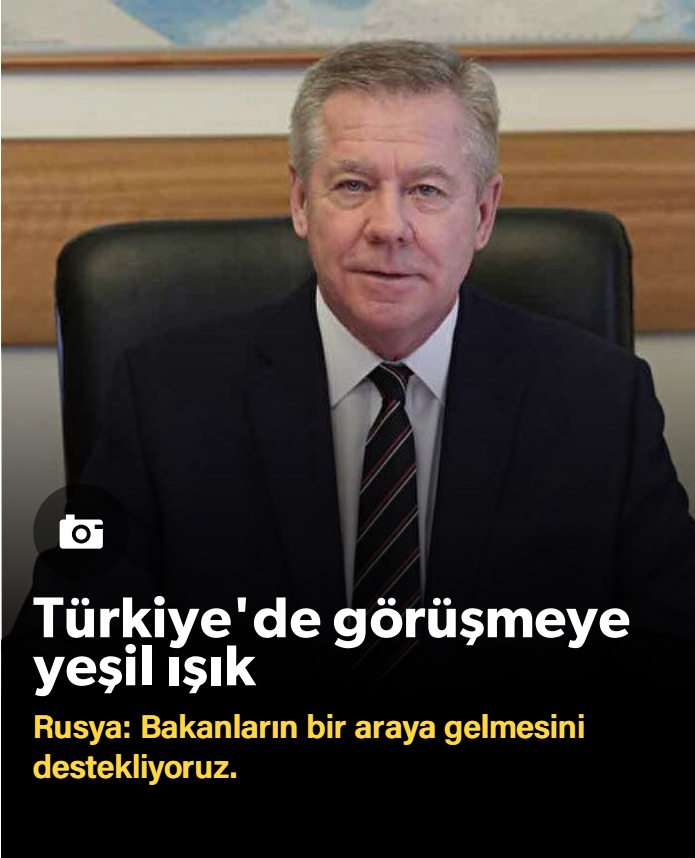 Türkiye'de görüşmeye
yeşil ışık
Rusya: Bakanların bir araya gelmesini
destekliyoruz.